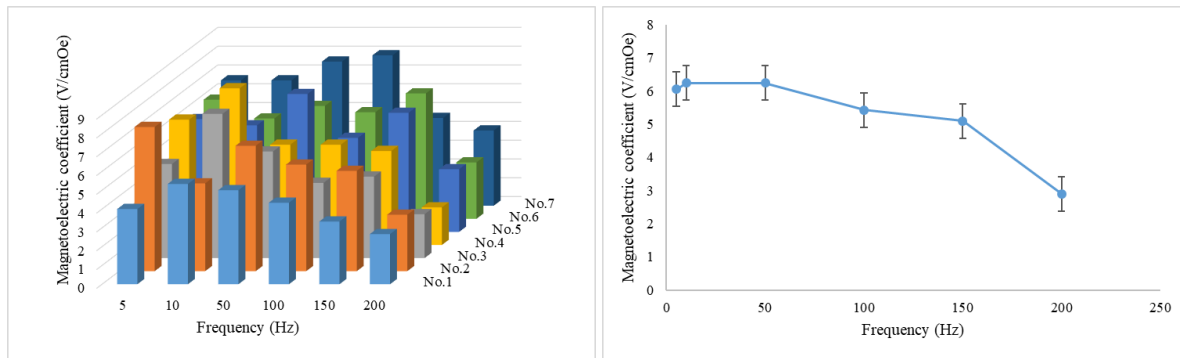 Magnetoelectric coefficient (V/cmOe)
9
8
7
6
5
4
3
2
1
0
5 10 50 100 150 200
Frequency (Hz)
No.7
No.6
No.5
No.4
No.3
No.2
No.1
Magnetoelectric coefficient (V/cmOe)
8
7
6
5
4
3
2
1
0
0 50 100 150 200 250
Frequency (Hz)